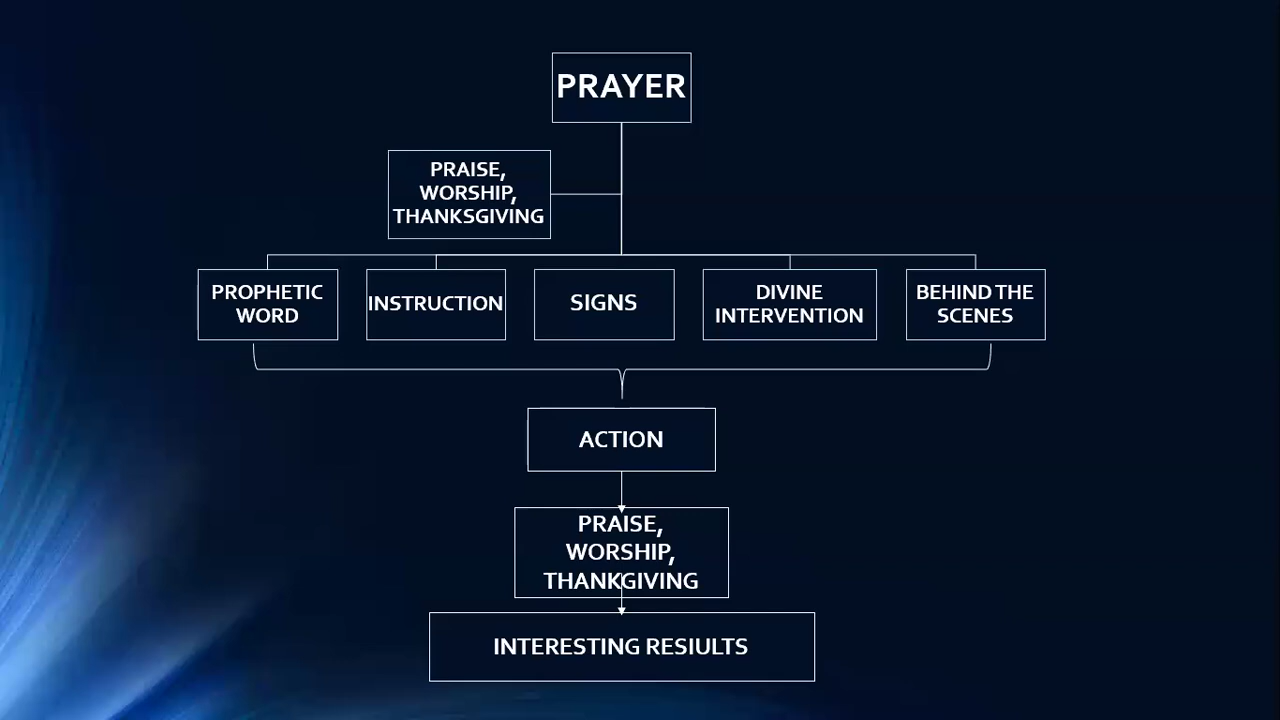 PRAYER
PRAISE,
WORSHIP,
THANKSGIVING
PROPHETIC
WORD
INSTRUCTION
SIGNS
DIVINE
INTERVENTION
BEHIND THE
SCENES
ACTION
PRAISE,
WORSHIP,
THANKGIVING
INTERESTING RESIULTS